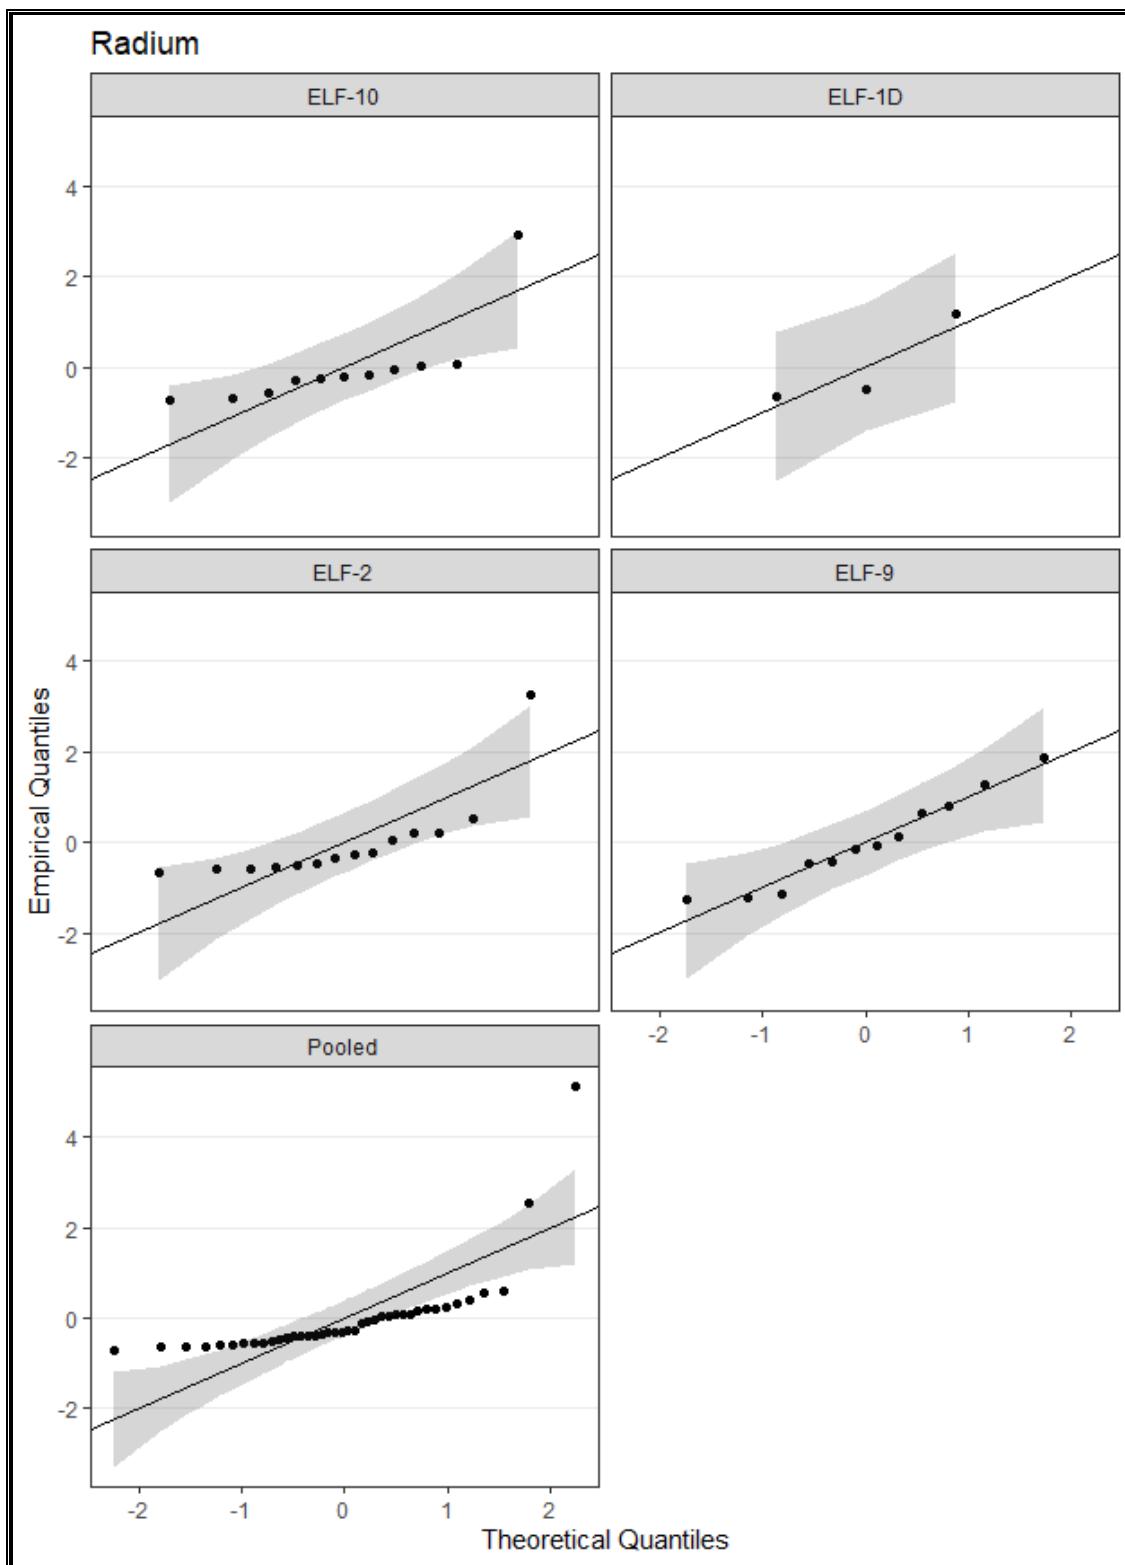 Radium
ELF-10
ELF-1D
4
2
0
-2
ELF-2
ELF-9
4
2
0
-2
Empirical Quantiles
-2 -1 0 1 2
Pooled
4
2
0
-2
-2 -1 0 1 2
Theoretical Quantiles